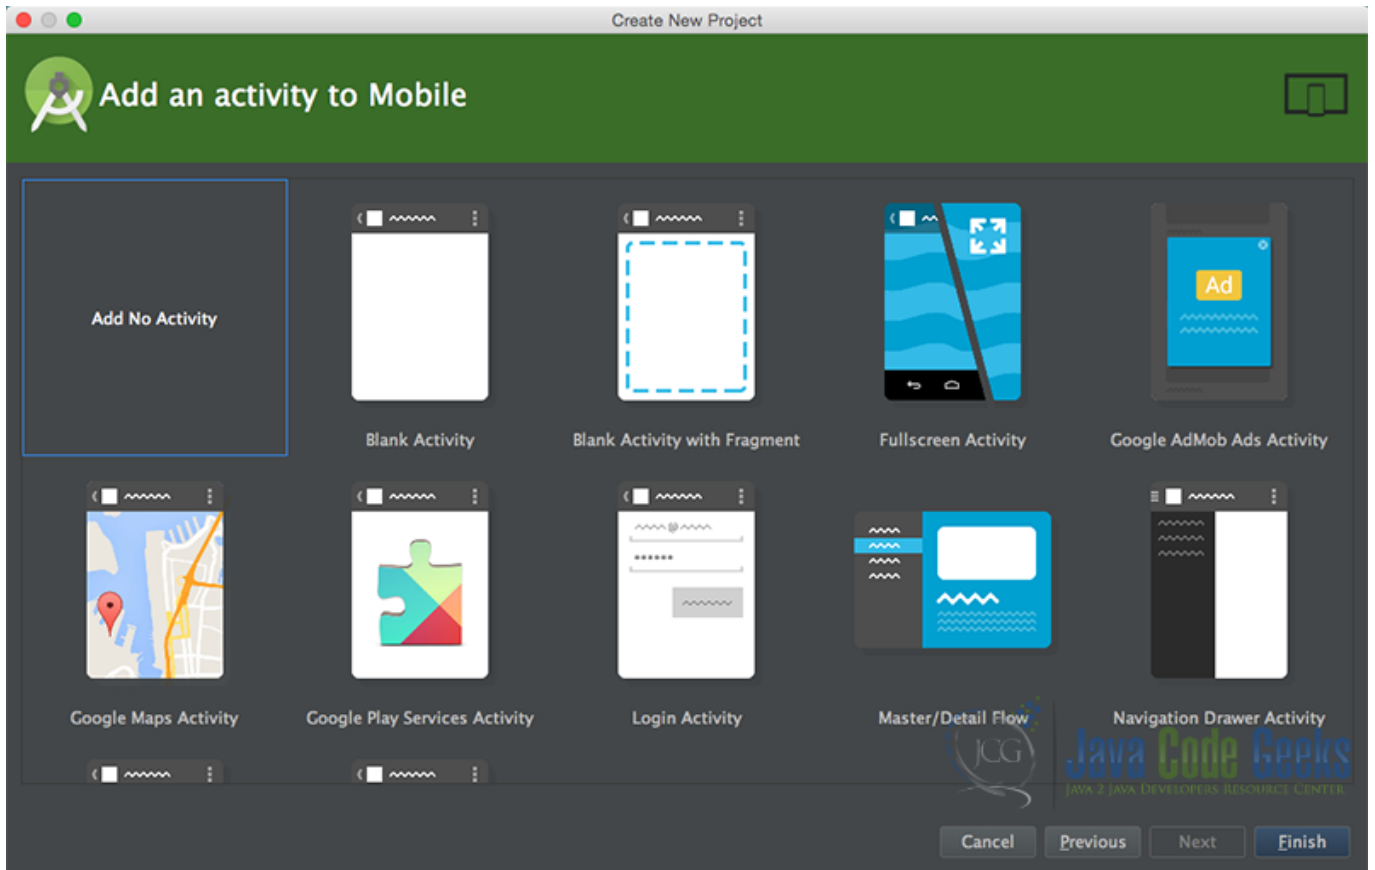 Create New Project
Add an activity to Mobile
Ad
Add No Activity
Blank Activity
Blank Activity with Fragment
Fullscreen Activity
Google AdMob Ads Activity
Google Maps Activity
Google Play Services Activity
Login Activity
Master/Detail Flow
Navigation Drawer Activity
JCG
Java Code Geeks
JAVA 2 JAVA DEVELOPERS RESOURCE CENTER
Cancel
Previous
Next
Finish